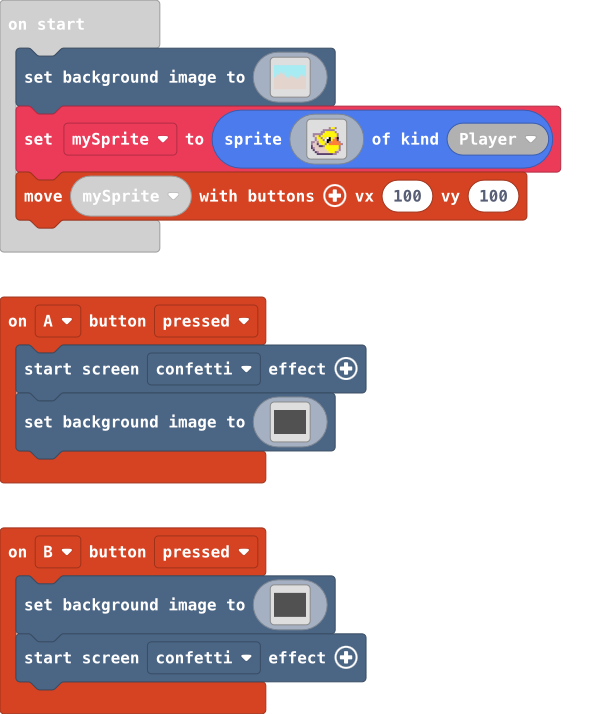 on start
set background image to
set mySprite to sprite of kind Player
move mySprite with buttons vx 100 vy 100
on A button pressed
start screen confetti effect
set background image to
on B button pressed
set background image to
start screen confetti effect